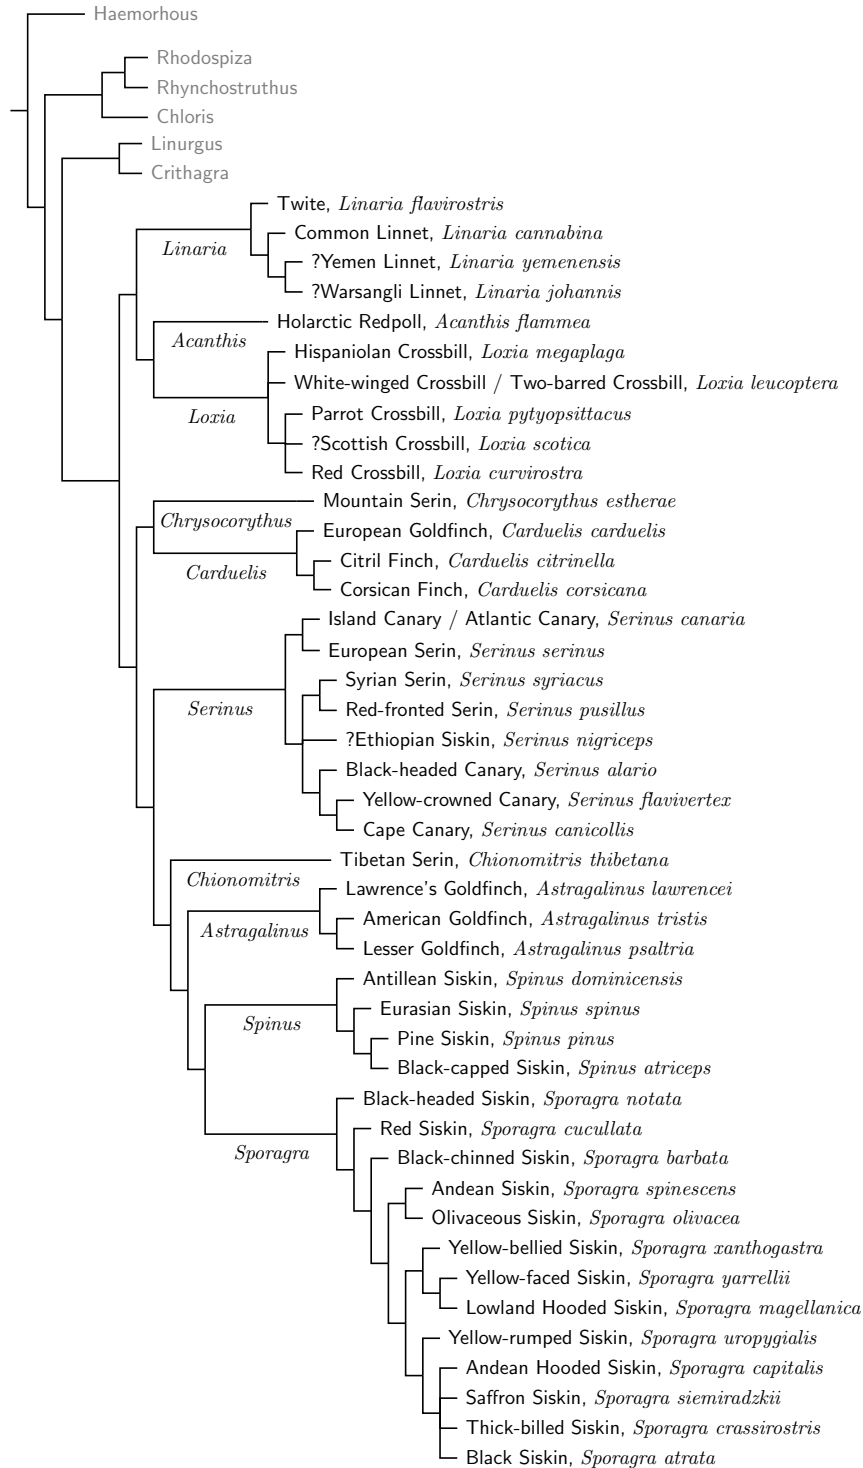 Haemorhous
Rhodospiza
Rhynchostruthus
Chloris
Linurgus
Crithagra
Twite, Linaria flavirostris
Common Linnet, Linaria cannabina
Linaria
?Yemen Linnet, Linaria yemenensis
?Warsangli Linnet, Linaria johannis
Holarctic Redpoll, Acanthis flammea
Acanthis
Hispaniolan Crossbill, Loxia megaplaga
White-winged Crossbill / Two-barred Crossbill, Loxia leucoptera
Parrot Crossbill, Loxia pytyopsittacus
Loxia
?Scottish Crossbill, Loxia scotica
Red Crossbill, Loxia curvirostra
Mountain Serin, Chrysocorythus estherae
Chrysocorythus
European Goldfinch, Carduelis carduelis
Citril Finch, Carduelis citrinella
Carduelis
Corsican Finch, Carduelis corsicana
Island Canary / Atlantic Canary, Serinus canaria
European Serin, Serinus serinus
Syrian Serin, Serinus syriacus
Serinus
Red-fronted Serin, Serinus pusillus
?Ethiopian Siskin, Serinus nigriceps
Black-headed Canary, Serinus alario
Yellow-crowned Canary, Serinus flavivertex
Cape Canary, Serinus canicollis
Tibetan Serin, Chionomitris thibetana
Chionomitris
Lawrence's Goldfinch, Astragalinus lawrencei
American Goldfinch, Astragalinus tristis
Astragalinus
Lesser Goldfinch, Astragalinus psaltria
Antillean Siskin, Spinus dominicensis
Eurasian Siskin, Spinus spinus
Spinus
Pine Siskin, Spinus pinus
Black-capped Siskin, Spinus atriceps
Black-headed Siskin, Sporagra notata
Red Siskin, Sporagra cucullata
Sporagra
Black-chinned Siskin, Sporagra barbata
Andean Siskin, Sporagra spinescens
Olivaceous Siskin, Sporagra olivacea
Yellow-bellied Siskin, Sporagra xanthogastra
Yellow-faced Siskin, Sporagra yarrellii
Lowland Hooded Siskin, Sporagra magellanica
Yellow-rumped Siskin, Sporagra uropygialis
Andean Hooded Siskin, Sporagra capitalis
Saffron Siskin, Sporagra siemiradzkii
Thick-billed Siskin, Sporagra crassirostris
Black Siskin, Sporagra atrata